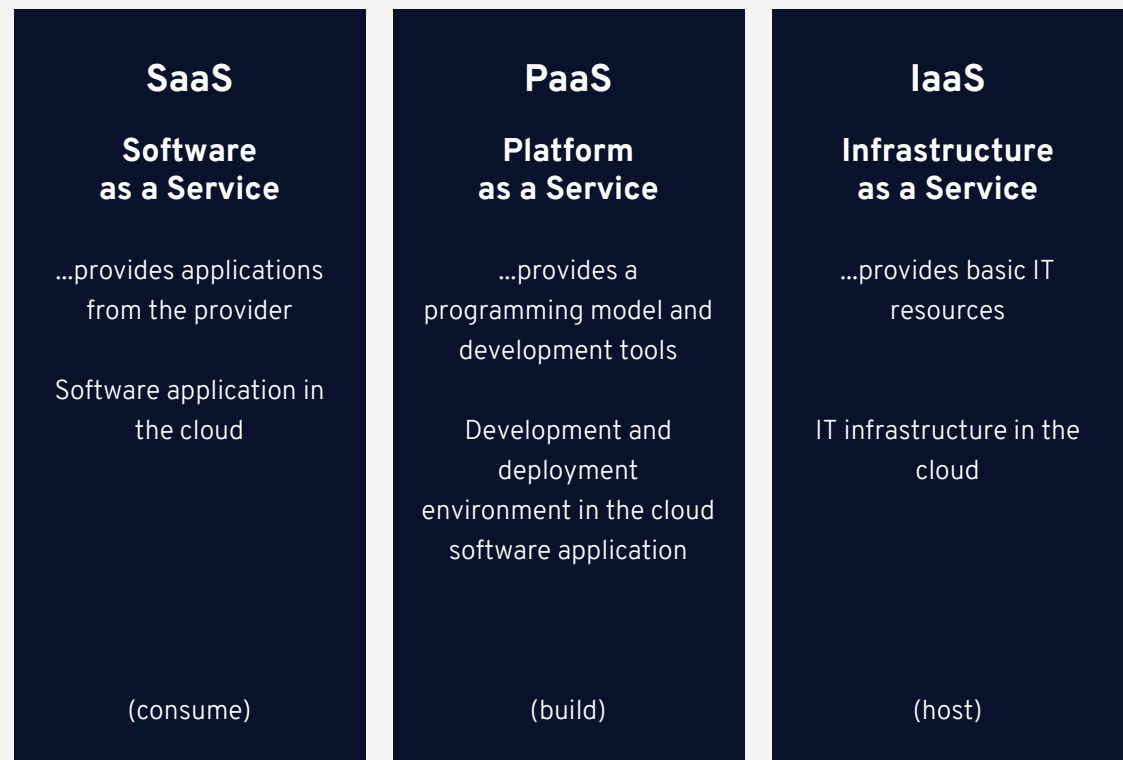 SaaS
Software
as a Service
...provides applications
from the provider
Software application in
the cloud
(consume)
PaaS
Platform
as a Service
...provides a
programming model and
development tools
Development and
deployment
environment in the cloud
software application
(build)
IaaS
Infrastructure
as a Service
...provides basic IT
resources
IT infrastructure in the
cloud
(host)